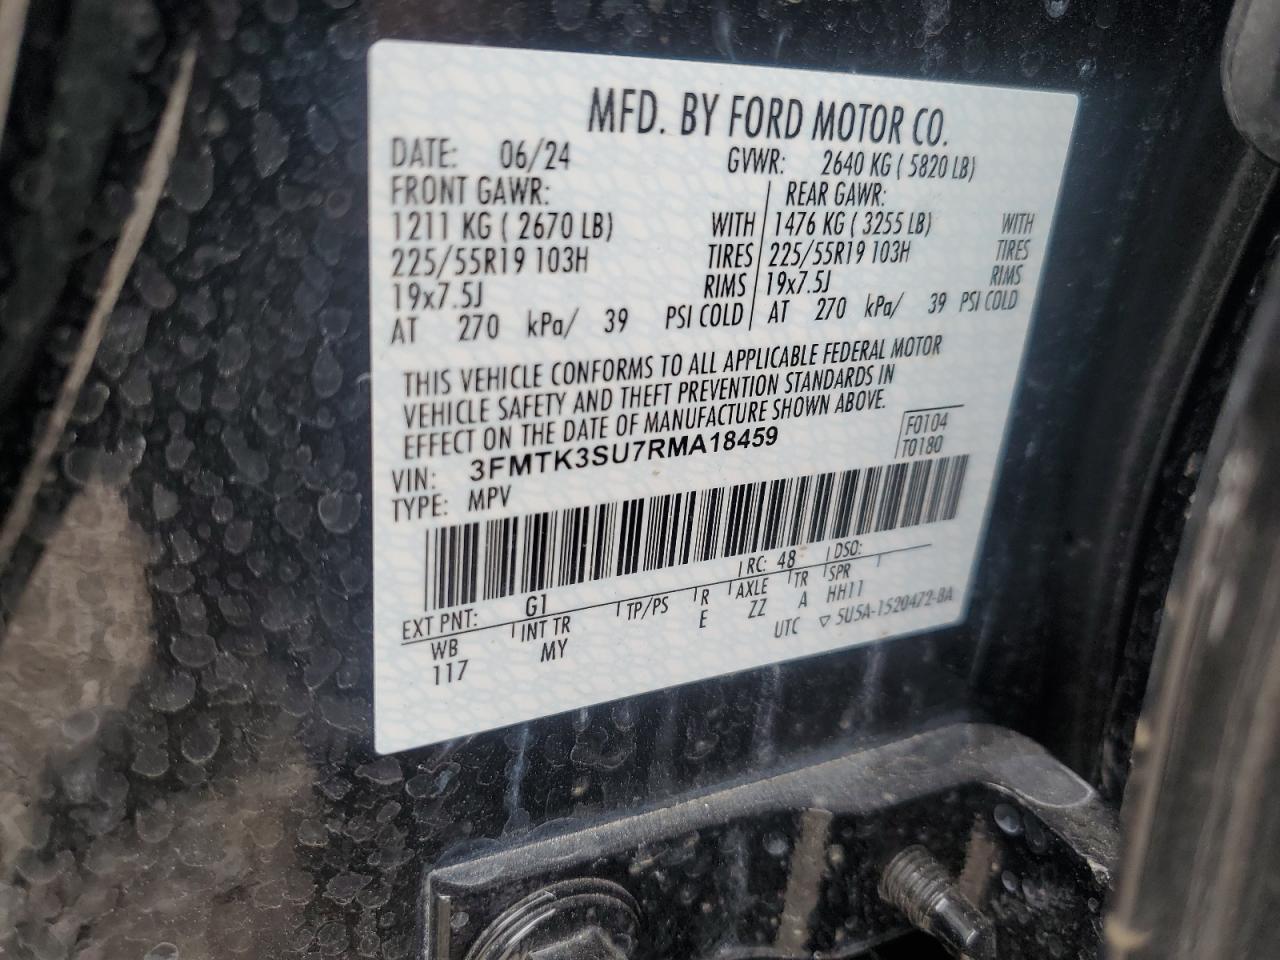 MFD. BY FORD MOTOR CO.
DATE: 06/24 GVWR: 2640 KG ( 5820 LB)
FRONT GAWR: REAR GAWR:
1211 KG ( 2670 LB) WITH 1476 KG ( 3255 LB) WITH
225/55R19 103H TIRES 225/55R19 103H TIRES
19x7.5J RIMS 19x7.5J RIMS
AT 270 kPa/ 39 PSI COLD AT 270 kPa/ 39 PSI COLD
THIS VEHICLE CONFORMS TO ALL APPLICABLE FEDERAL MOTOR
VEHICLE SAFETY AND THEFT PREVENTION STANDARDS IN
EFFECT ON THE DATE OF MANUFACTURE SHOWN ABOVE.
VIN: 3FMTK3SU7RMA18459 F0104
TYPE: MPV T0180
EXT PNT: G1 RC: 48 DSO:
WB INT TR TP/PS R AXLE TR SPR
117 MY E ZZ A HH11
UTC ▽ 5U5A-1520472-BA